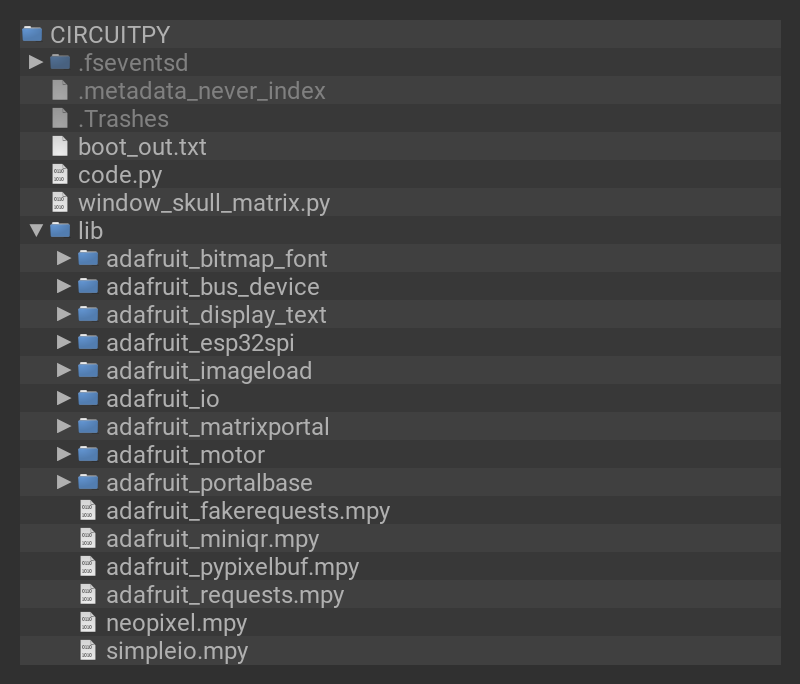 CIRCUITPY
.fseventsd
.metadata_never_index
.Trashes
boot_out.txt
code.py
window_skull_matrix.py
lib
adafruit_bitmap_font
adafruit_bus_device
adafruit_display_text
adafruit_esp32spi
adafruit_imageload
adafruit_io
adafruit_matrixportal
adafruit_motor
adafruit_portalbase
adafruit_fakerequests.mpy
adafruit_miniqr.mpy
adafruit_pypixelbuf.mpy
adafruit_requests.mpy
neopixel.mpy
simpleio.mpy